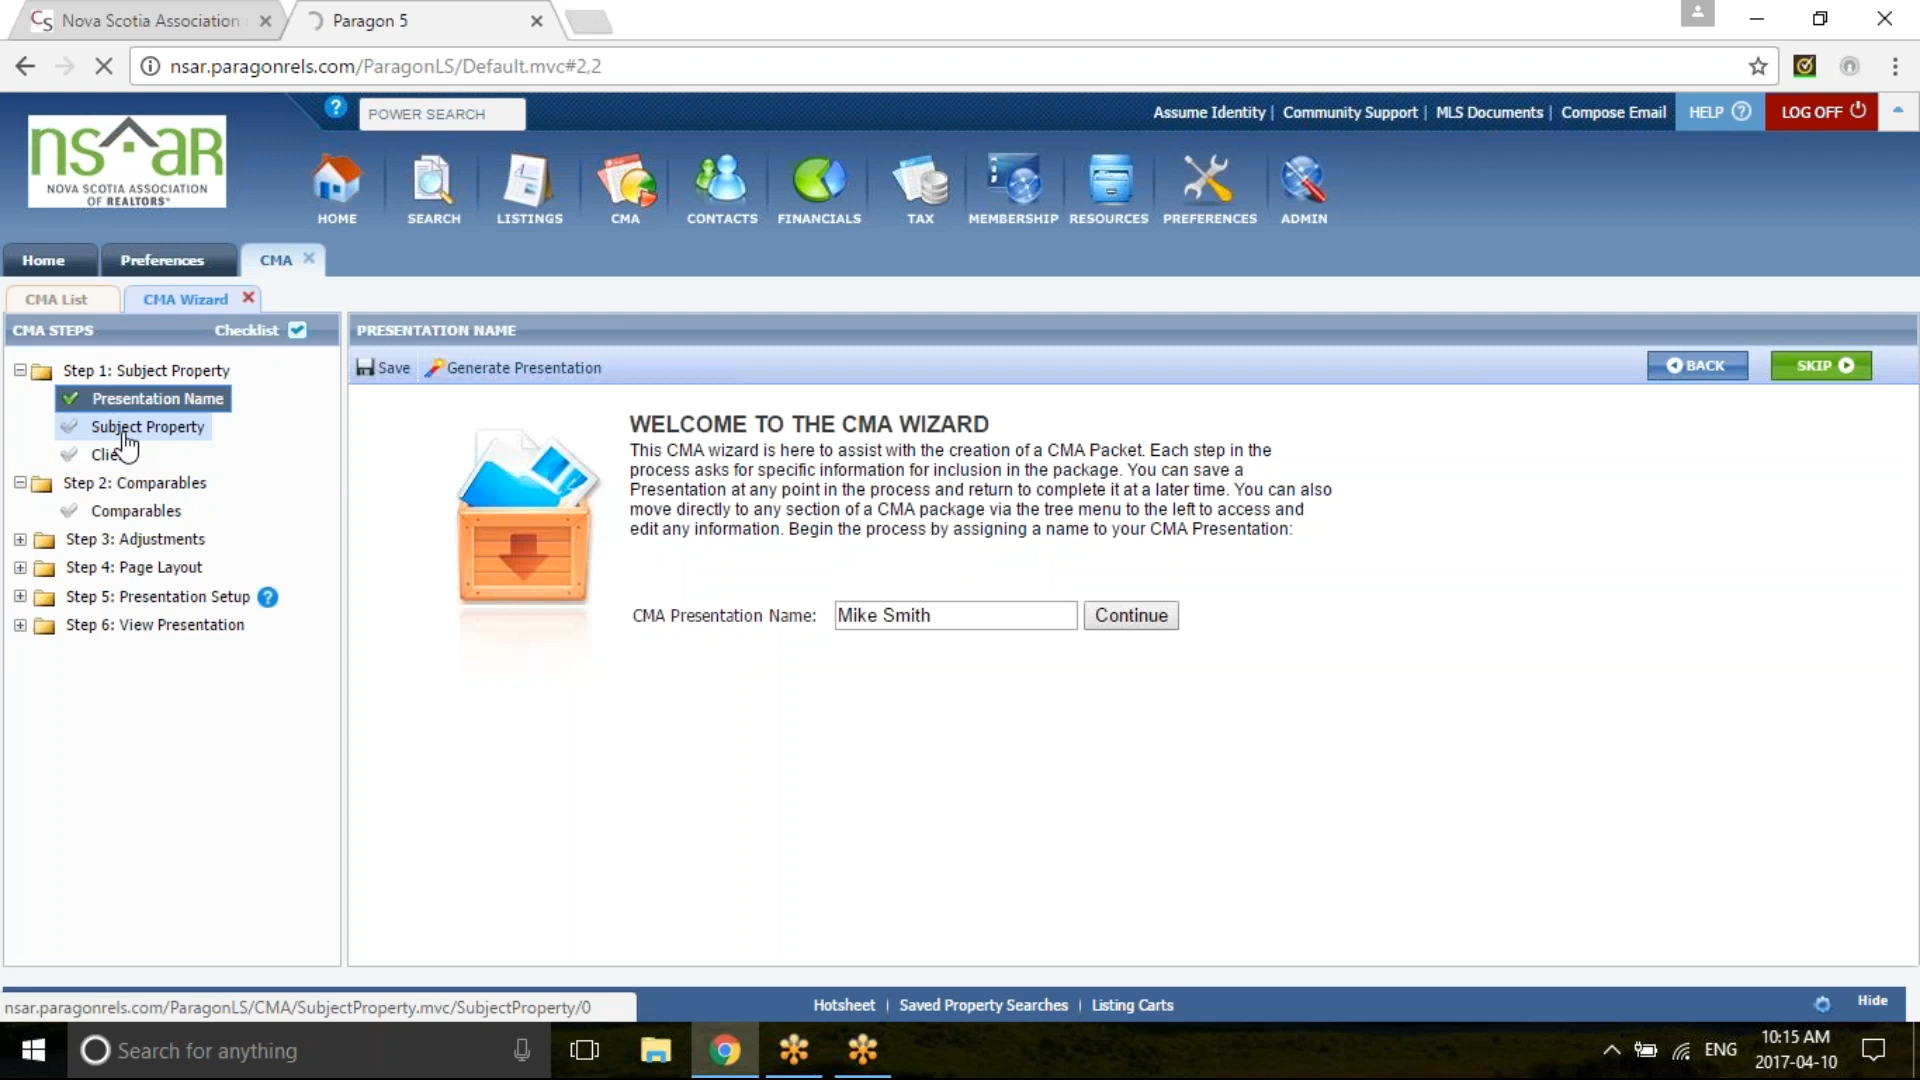 Nova Scotia Association
Paragon 5
nsar.paragonrels.com/ParagonLS/Default.mvc#2,2
nsar
NOVA SCOTIA ASSOCIATION
OF REALTORS®
POWER SEARCH
Assume Identity | Community Support | MLS Documents | Compose Email
HELP ?
LOG OFF
HOME
SEARCH
LISTINGS
CMA
CONTACTS
FINANCIALS
TAX
MEMBERSHIP
RESOURCES
PREFERENCES
ADMIN
Home
Preferences
CMA
CMA List
CMA Wizard
CMA STEPS
Checklist
PRESENTATION NAME
Save
Generate Presentation
BACK
SKIP
Step 1: Subject Property
Presentation Name
Subject Property
Step 2: Comparables
Comparables
Step 3: Adjustments
Step 4: Page Layout
Step 5: Presentation Setup ?
Step 6: View Presentation
WELCOME TO THE CMA WIZARD
This CMA wizard is here to assist with the creation of a CMA Packet. Each step in the
process asks for specific information for inclusion in the package. You can save a
Presentation at any point in the process and return to complete it at a later time. You can also
move directly to any section of a CMA package via the tree menu to the left to access and
edit any information. Begin the process by assigning a name to your CMA Presentation:
CMA Presentation Name:
Mike Smith
Continue
nsar.paragonrels.com/ParagonLS/CMA/SubjectProperty.mvc/SubjectProperty/0
Hotsheet | Saved Property Searches | Listing Carts
Hide
Search for anything
ENG
10:15 AM
2017-04-10